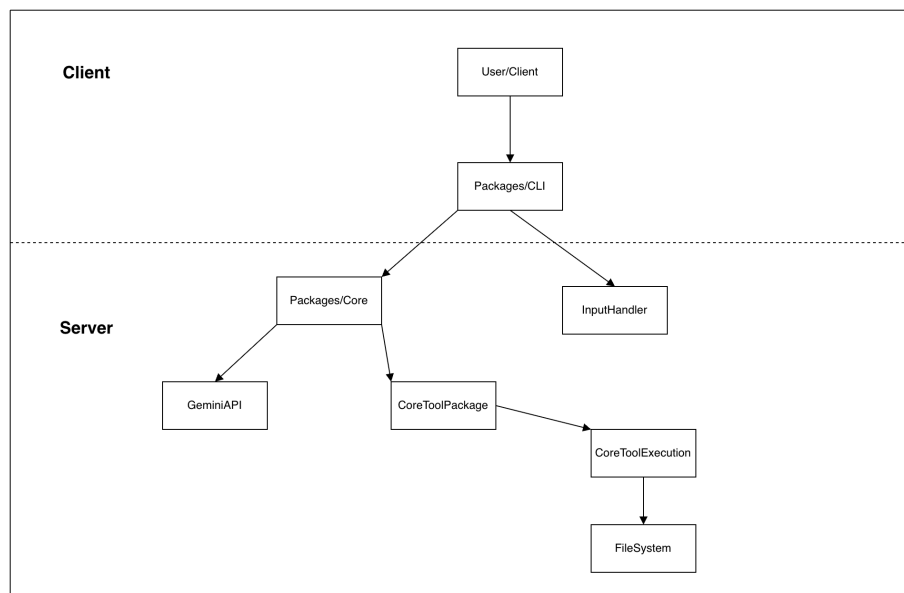 Client
User/Client
Packages/CLI
Packages/Core
InputHandler
Server
GeminiAPI
CoreToolPackage
CoreToolExecution
FileSystem